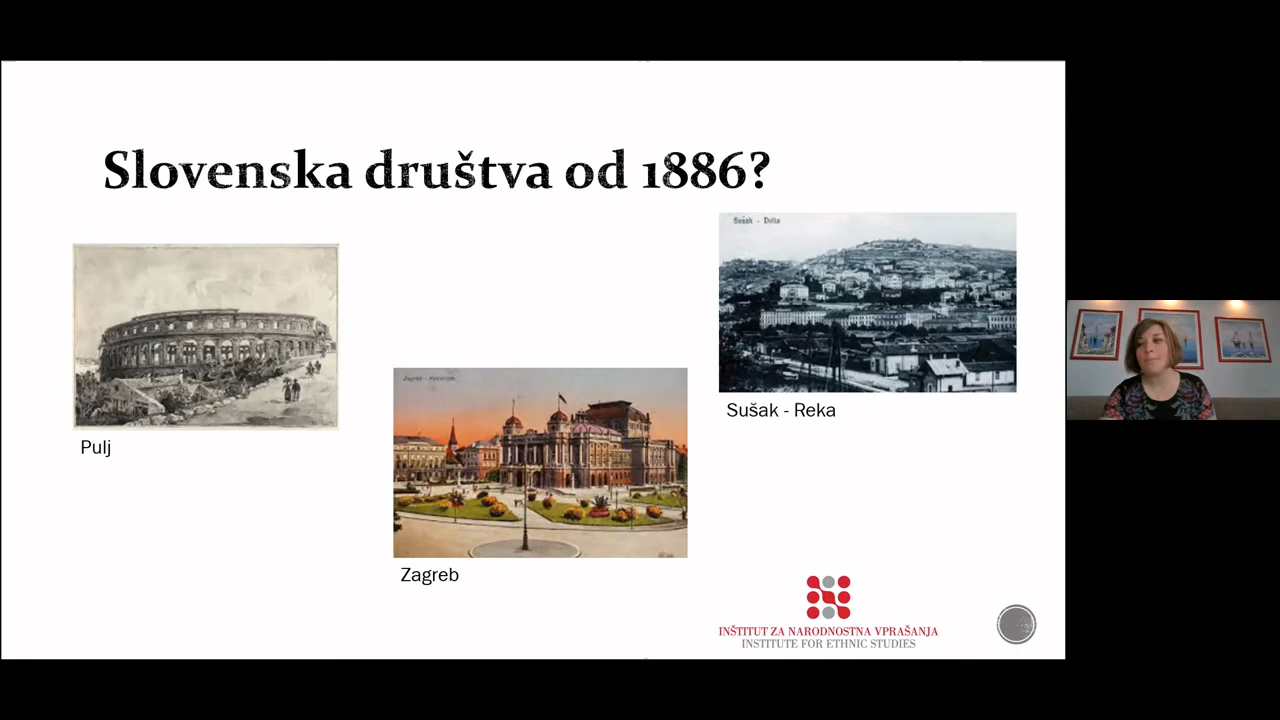 Slovenska društva od 1886?
Sušak - Delta
Pulj
Sušak - Reka
Zagreb
INŠTITUT ZA NARODNOSTNA VPRAŠANJA
INSTITUTE FOR ETHNIC STUDIES